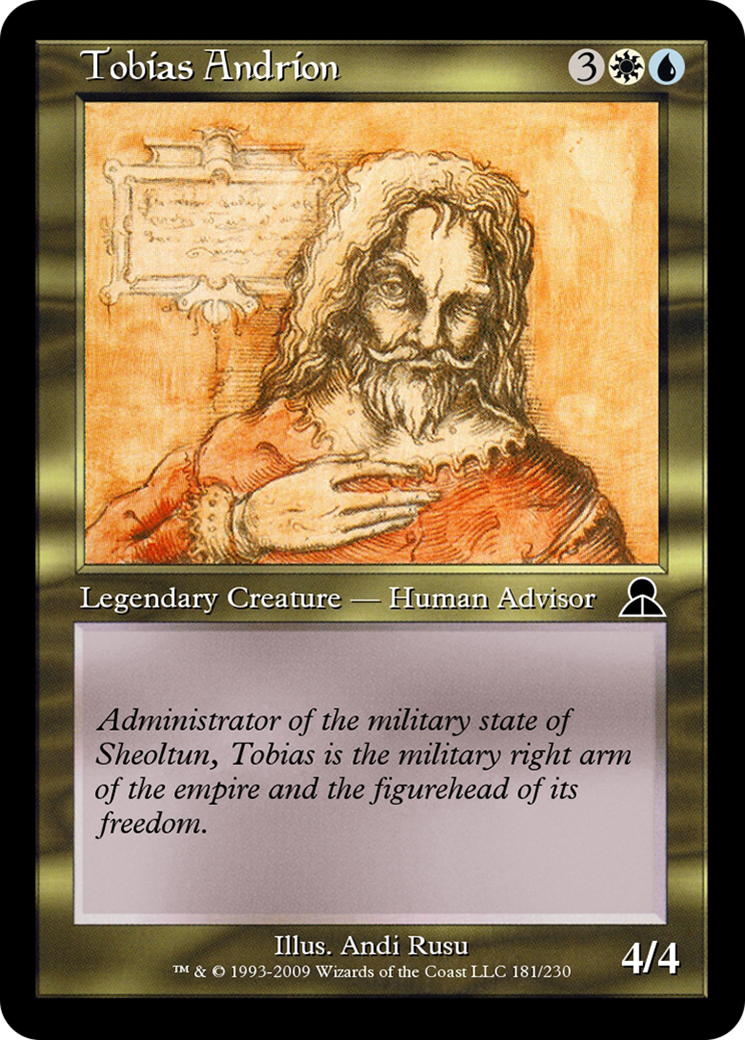 Tobias Andrion
3
Legendary Creature — Human Advisor
Administrator of the military state of
Sheoltun, Tobias is the military right arm
of the empire and the figurehead of its
freedom.
Illus. Andi Rusu
™ & © 1993-2009 Wizards of the Coast LLC 181/230
4/4